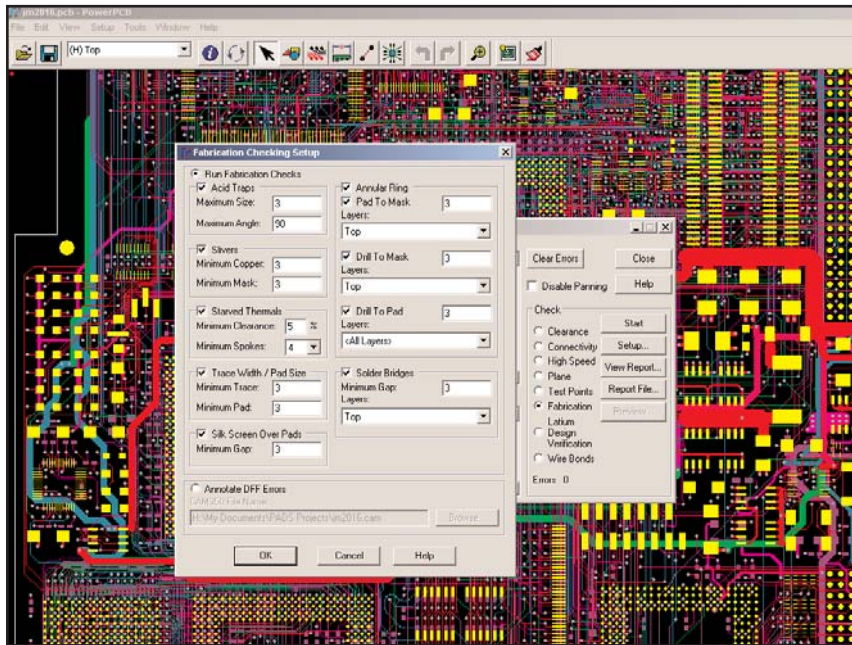 jm2016.pcb - PowerPCB
File Edit View Setup Tools Window Help
(H) Top
Fabrication Checking Setup
Run Fabrication Checks
Acid Traps
Maximum Size: 3
Maximum Angle: 90
Slivers
Minimum Copper: 3
Minimum Mask: 3
Starved Thermals
Minimum Clearance: 5 %
Minimum Spokes: 4
Trace Width / Pad Size
Minimum Trace: 3
Minimum Pad: 3
Silk Screen Over Pads
Minimum Gap: 3
Annular Ring
Pad To Mask 3
Layers:
Top
Drill To Mask 3
Layers:
Top
Drill To Pad 3
Layers:
<All Layers>
Solder Bridges
Minimum Gap: 3
Layers:
Top
Annotate DFF Errors
CAM350 File Name
H:\My Documents\PADS Projects\jm2016.cam
Browse...
OK Cancel Help
Clear Errors Close
Disable Panning Help
Check
Clearance
Connectivity
High Speed
Plane
Test Points
Fabrication
Latium
Design
Verification
Wire Bonds
Start
Setup...
View Report...
Report File...
Preview...
Errors 0